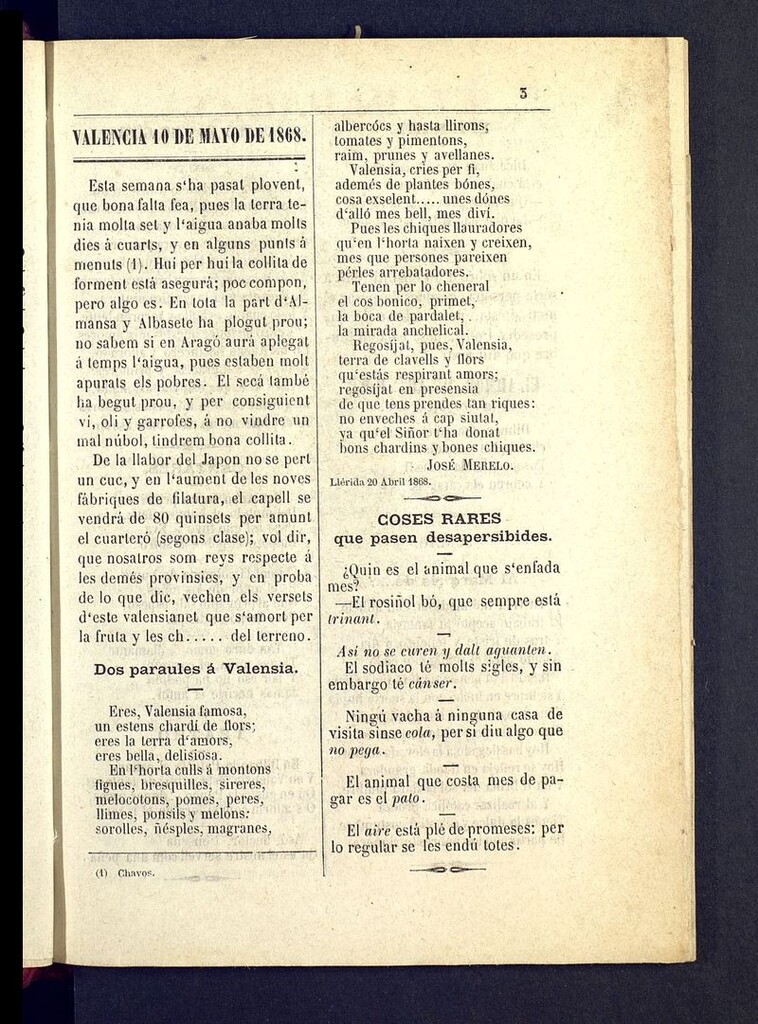 3
VALENCIA 10 DE MAYO DE 1868.
Esta semana s'ha pasat plovent,
que bona falta fea, pues la terra te-
nia molta set y l'aigua anaba molts
dies á cuarts, y en alguns punts á
menuts (1). Hui per hui la collita de
forment está asegurá; poc compon,
pero algo es. En tota la part d'Al-
mansa y Albasete ha plogut prou;
no sabem si en Aragó aurá aplegat
á temps l'aigua, pues estaben molt
apurats els pobres. El secá també
ha begut prou, y per consiguient
ví, oli y garrofes, á no vindre un
mal núbol, tindrem bona collita.
De la llabor del Japon no se pert
un cuc, y en l'aument de les noves
fábriques de filatura, el capell se
vendrá de 80 quinsets per amunt
el cuarteró (segons clase); vol dir,
que nosatros som reys respecte á
les demés provinsies, y en proba
de lo que dic, vechen els versets
d'este valensianet que s'amort per
la fruta y les ch..... del terreno.
Dos paraules á Valensia.
Eres, Valensia famosa,
un estens chardí de flors;
eres la terra d'amors,
eres bella, delisiosa.
En l'horta culls á montons
figues, bresquilles, sireres,
melocotons, pomes, peres,
llimes, ponsils y melons:
sorolles, ñésples, magranes,
(1) Chavos.
albercócs y hasta llirons,
tomates y pimentons,
raim, prunes y avellanes.
Valensia, cries per fi,
ademés de plantes bónes,
cosa exselent..... unes dónes
d'alló mes bell, mes diví.
Pues les chiques llauradores
qu'en l'horta naixen y creixen,
mes que persones pareixen
pérles arrebatadores.
Tenen per lo cheneral
el cos bonico, primet,
la bóca de pardalet,
la mirada anchelical.
Regosíjat, pues, Valensia,
terra de clavells y flors
qu'estás respirant amors;
regosíjat en presensia
de que tens prendes tan riques:
no enveches á cap siutat,
ya qu'el Siñor t'ha donat
bons chardins y bones chiques.
JOSÉ MERELO.
Llérida 20 Abril 1868.
COSES RARES
que pasen desapersibides.
¿Quin es el animal que s'enfada
mes?
—El rosiñol bó, que sempre está
trinant.
Así no se curen y dalt aguanten.
El sodiaco té molts sigles, y sin
embargo té cánser.
Ningú vacha á ninguna casa de
visita sinse cola, per si diu algo que
no pega.
El animal que costa mes de pa-
gar es el pato.
El aire está plé de promeses: per
lo regular se les endú totes.